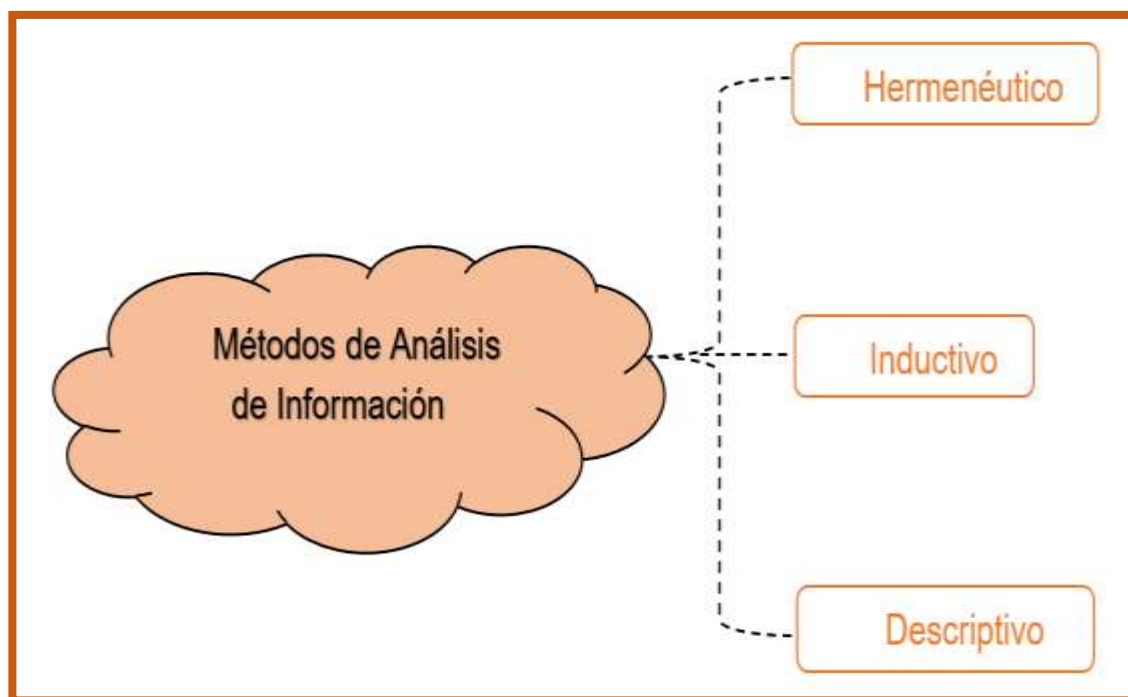 Hermenéutico
Métodos de Análisis
de Información
Inductivo
Descriptivo